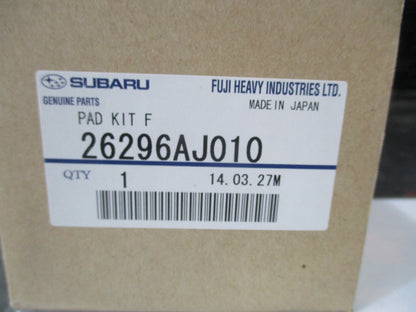 SUBARU FUJI HEAVY INDUSTRIES LTD.
GENUINE PARTS MADE IN JAPAN
PAD KIT F
26296AJ010
QTY 1 14.03.27M